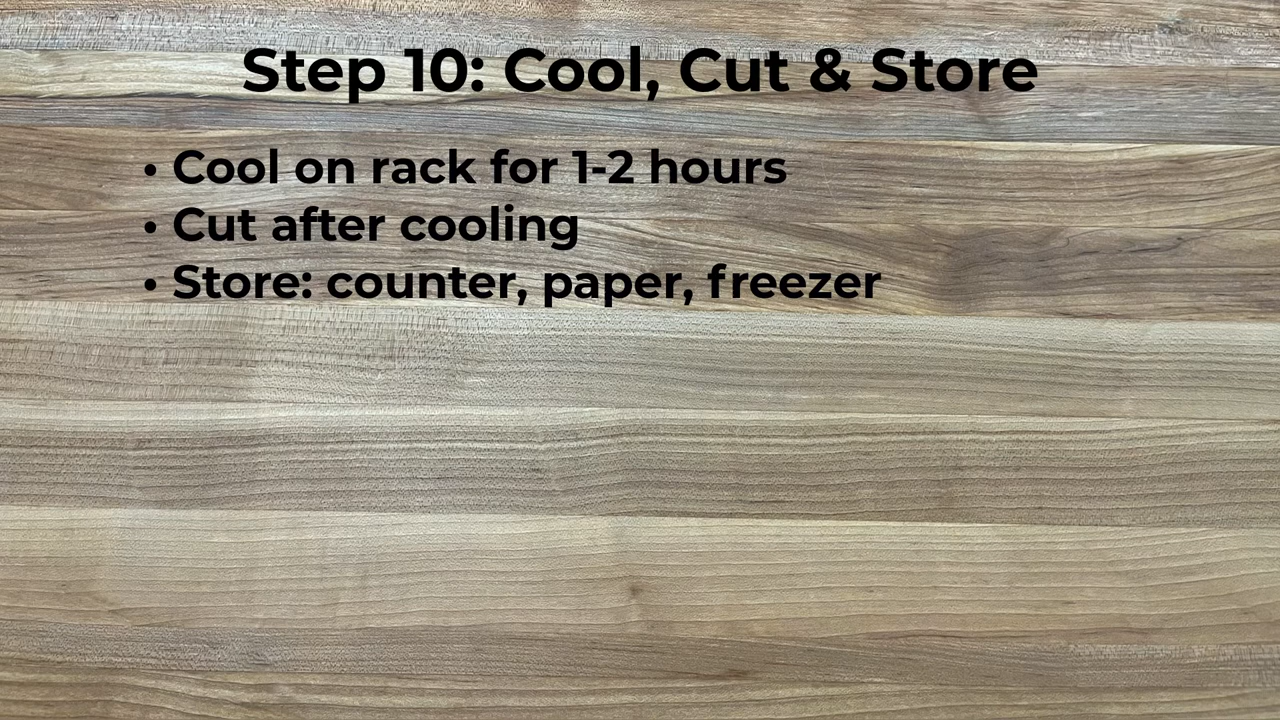 Step 10: Cool, Cut & Store
• Cool on rack for 1-2 hours
• Cut after cooling
• Store: counter, paper, freezer